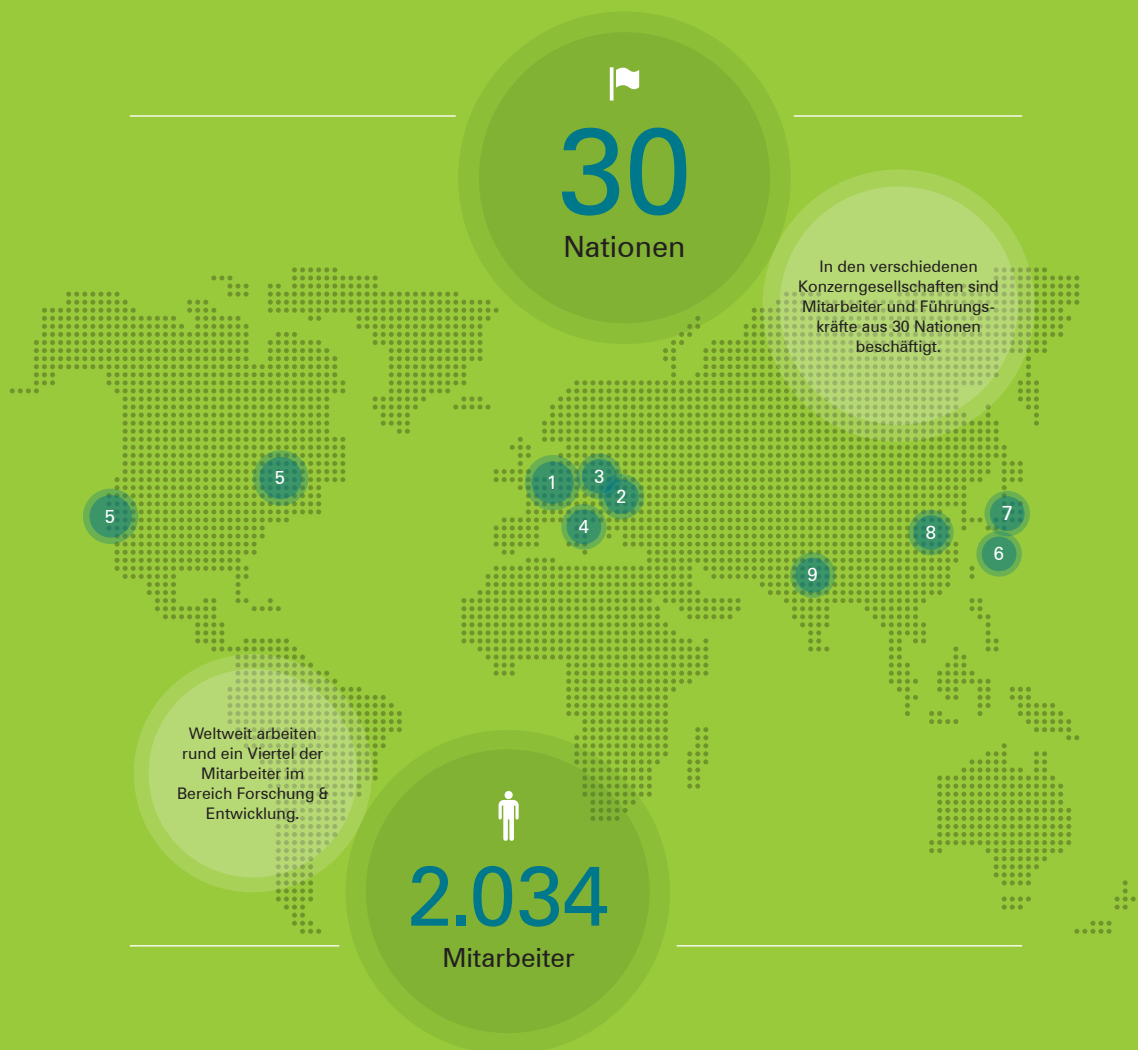 30
Nationen
In den verschiedenen
Konzerngesellschaften sind
Mitarbeiter und Führungs-
kräfte aus 30 Nationen
beschäftigt.
5
5
1
3
2
4
7
8
6
9
Weltweit arbeiten
rund ein Viertel der
Mitarbeiter im
Bereich Forschung &
Entwicklung.
2.034
Mitarbeiter